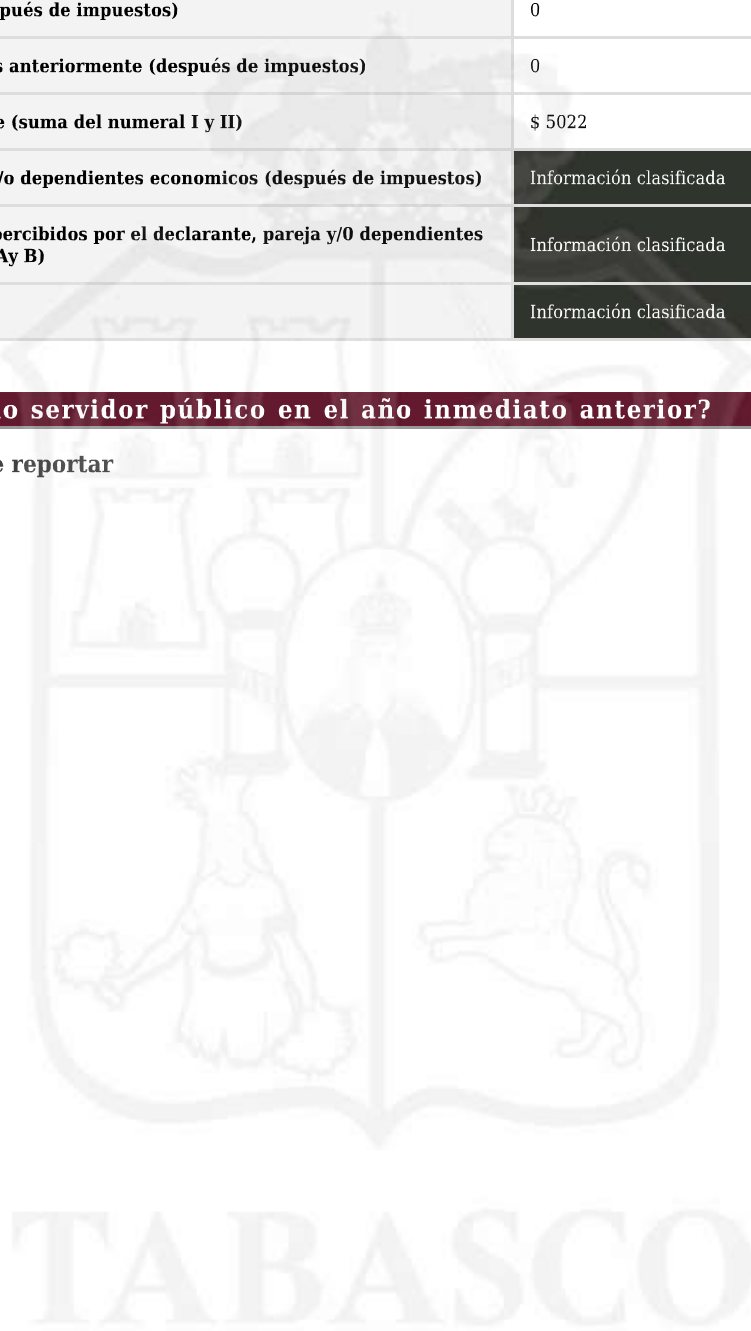 pués de impuestos) 0
s anteriormente (después de impuestos) 0
e (suma del numeral I y II) $ 5022
/o dependientes economicos (después de impuestos) Información clasificada
percibidos por el declarante, pareja y/0 dependientes
Ay B) Información clasificada
Información clasificada
o servidor público en el año inmediato anterior?
e reportar
TABASCO